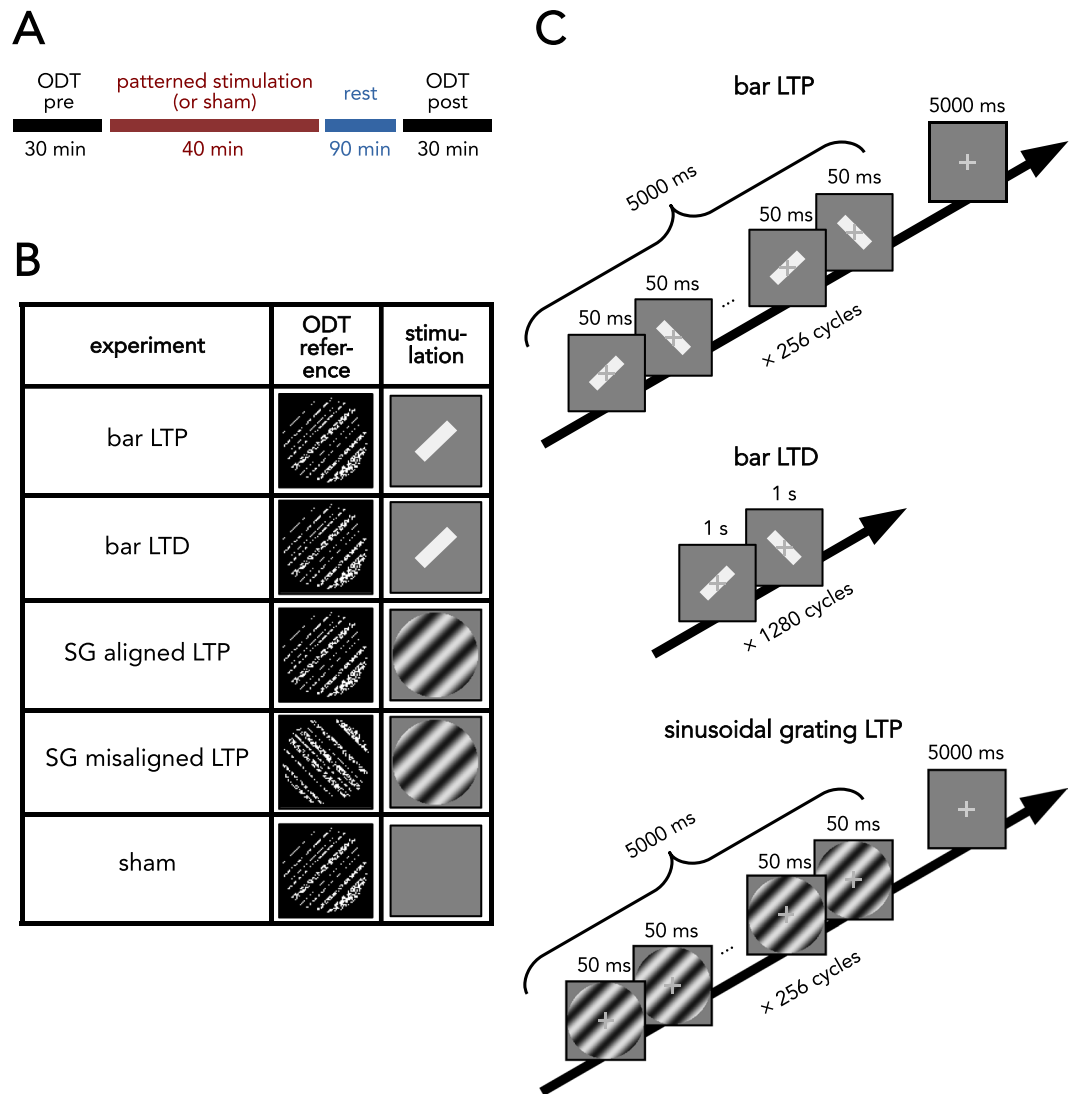 A
ODT
pre
patterned stimulation
(or sham)
rest
ODT
post
30 min
40 min
90 min
30 min
B
experiment
ODT
refer-
ence
stimu-
lation
bar LTP
bar LTD
SG aligned LTP
SG misaligned LTP
sham
C
bar LTP
5000 ms
5000 ms
50 ms
50 ms
50 ms
50 ms
...
× 256 cycles
bar LTD
1 s
1 s
× 1280 cycles
sinusoidal grating LTP
5000 ms
5000 ms
50 ms
50 ms
50 ms
50 ms
...
× 256 cycles